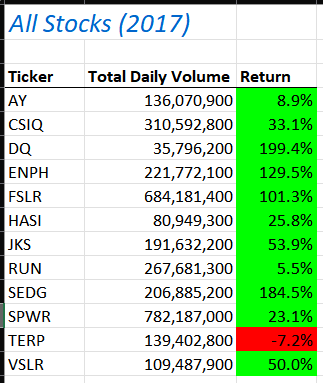 All Stocks (2017)
Ticker Total Daily Volume Return
AY 136,070,900 8.9%
CSIQ 310,592,800 33.1%
DQ 35,796,200 199.4%
ENPH 221,772,100 129.5%
FSLR 684,181,400 101.3%
HASI 80,949,300 25.8%
JKS 191,632,200 53.9%
RUN 267,681,300 5.5%
SEDG 206,885,200 184.5%
SPWR 782,187,000 23.1%
TERP 139,402,800 -7.2%
VSLR 109,487,900 50.0%